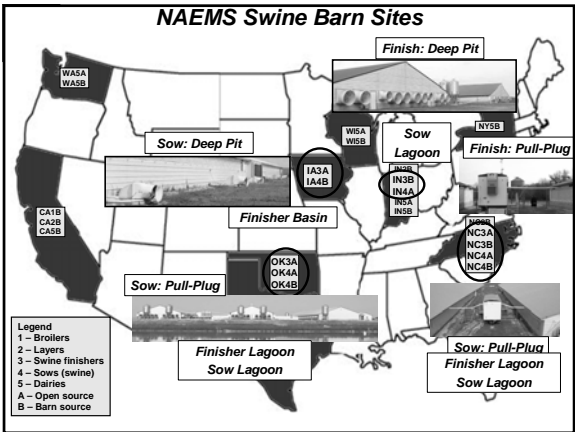 NAEMS Swine Barn Sites
Finish: Deep Pit
WA5A
WA5B
WI5A
WI5B
NY5B
Sow
Lagoon
Finish: Pull-Plug
Sow: Deep Pit
IA3A
IA4B
IN3B
IN4A
IN5A
IN5B
CA1B
CA2B
CA5B
Finisher Basin
NC3A
NC3B
NC4A
NC4B
OK3A
OK4A
OK4B
Sow: Pull-Plug
Finisher Lagoon
Sow Lagoon
Sow: Pull-Plug
Finisher Lagoon
Sow Lagoon
Legend
1 – Broilers
2 – Layers
3 – Swine finishers
4 – Sows (swine)
5 – Dairies
A – Open source
B – Barn source